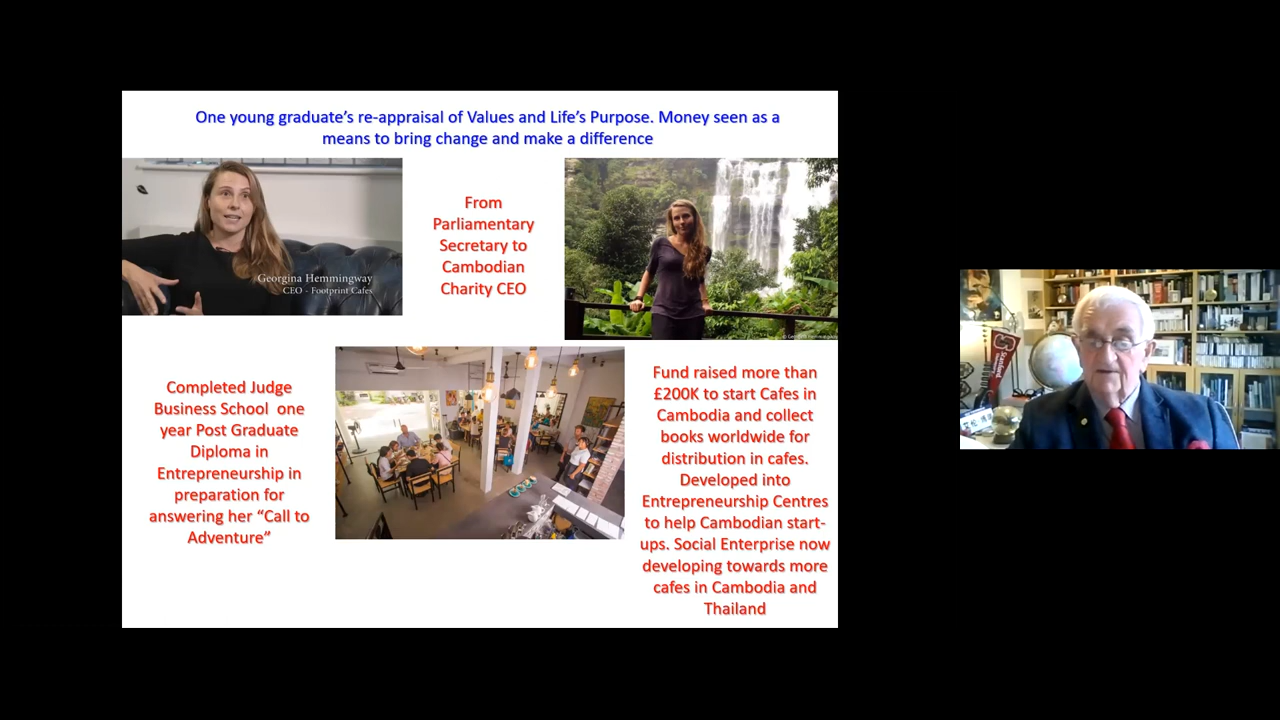 One young graduate's re-appraisal of Values and Life's Purpose. Money seen as a
means to bring change and make a difference
Georgina Hemmingway
CEO - Footprint Cafes
From
Parliamentary
Secretary to
Cambodian
Charity CEO
Completed Judge
Business School one
year Post Graduate
Diploma in
Entrepreneurship in
preparation for
answering her “Call to
Adventure”
Fund raised more than
£200K to start Cafes in
Cambodia and collect
books worldwide for
distribution in cafes.
Developed into
Entrepreneurship Centres
to help Cambodian start-
ups. Social Enterprise now
developing towards more
cafes in Cambodia and
Thailand
Stanford